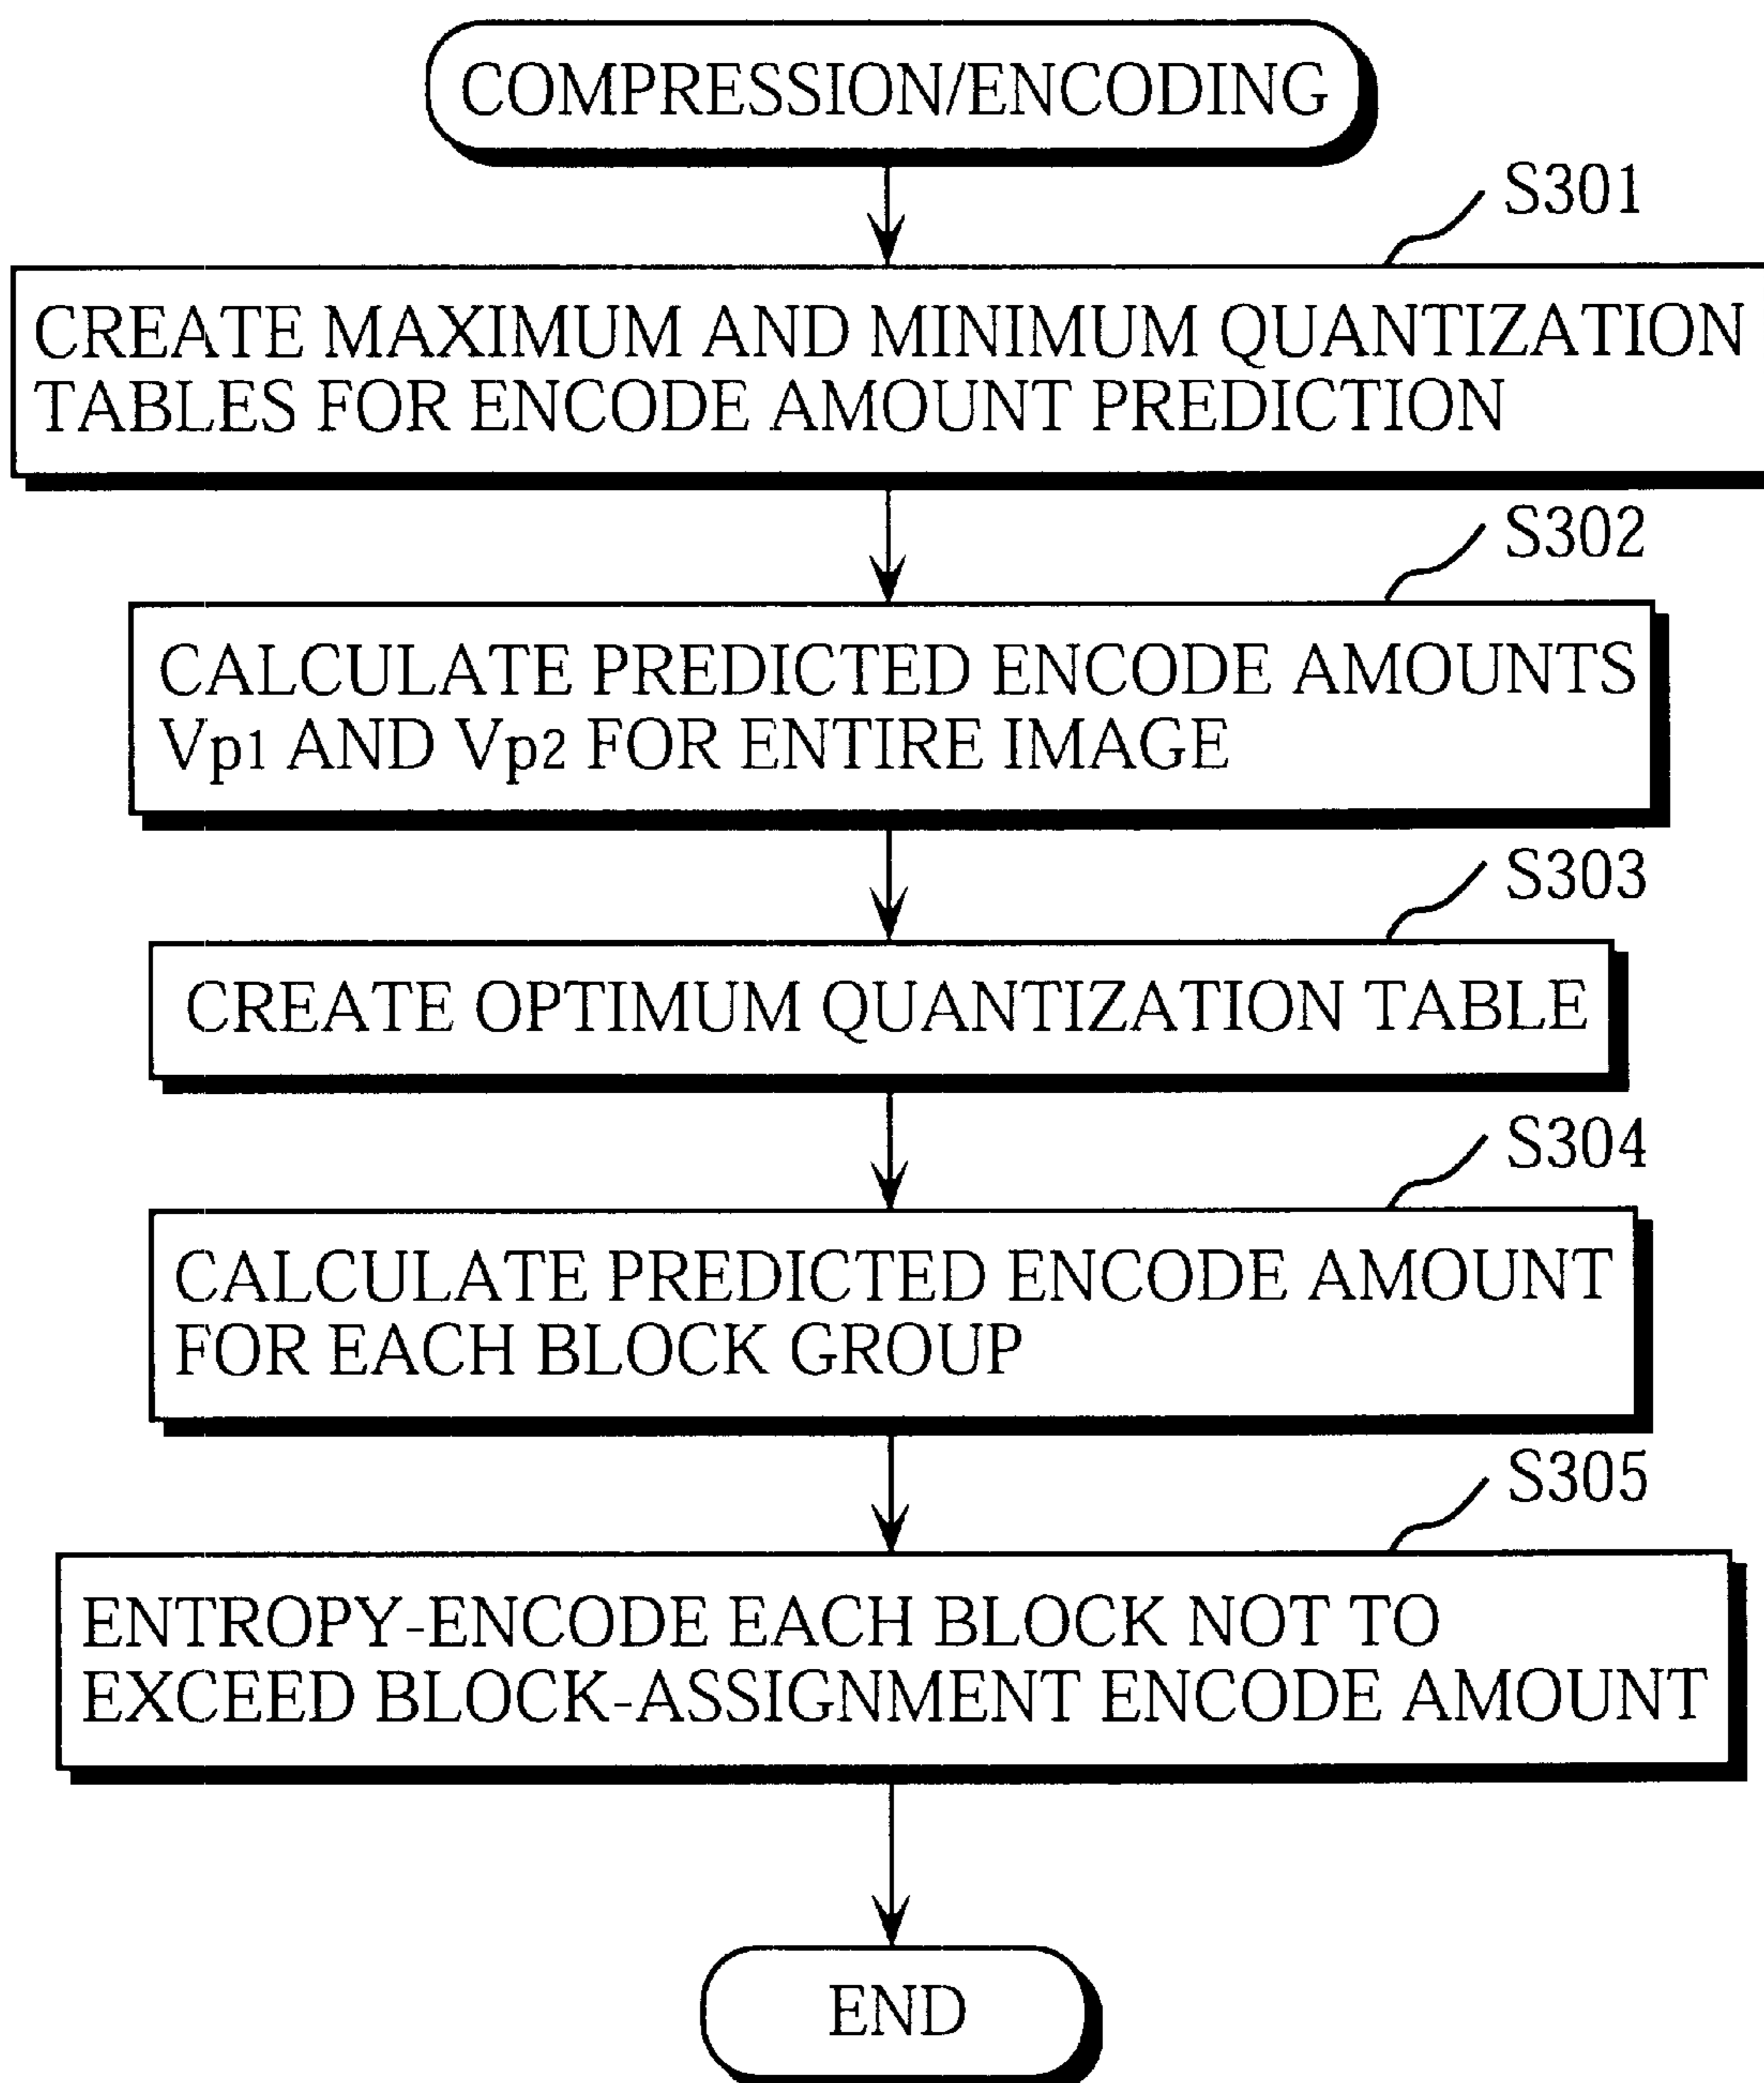 COMPRESSION/ENCODING
S301
CREATE MAXIMUM AND MINIMUM QUANTIZATION
TABLES FOR ENCODE AMOUNT PREDICTION
S302
CALCULATE PREDICTED ENCODE AMOUNTS
Vp1 AND Vp2 FOR ENTIRE IMAGE
S303
CREATE OPTIMUM QUANTIZATION TABLE
S304
CALCULATE PREDICTED ENCODE AMOUNT
FOR EACH BLOCK GROUP
S305
ENTROPY-ENCODE EACH BLOCK NOT TO
EXCEED BLOCK-ASSIGNMENT ENCODE AMOUNT
END